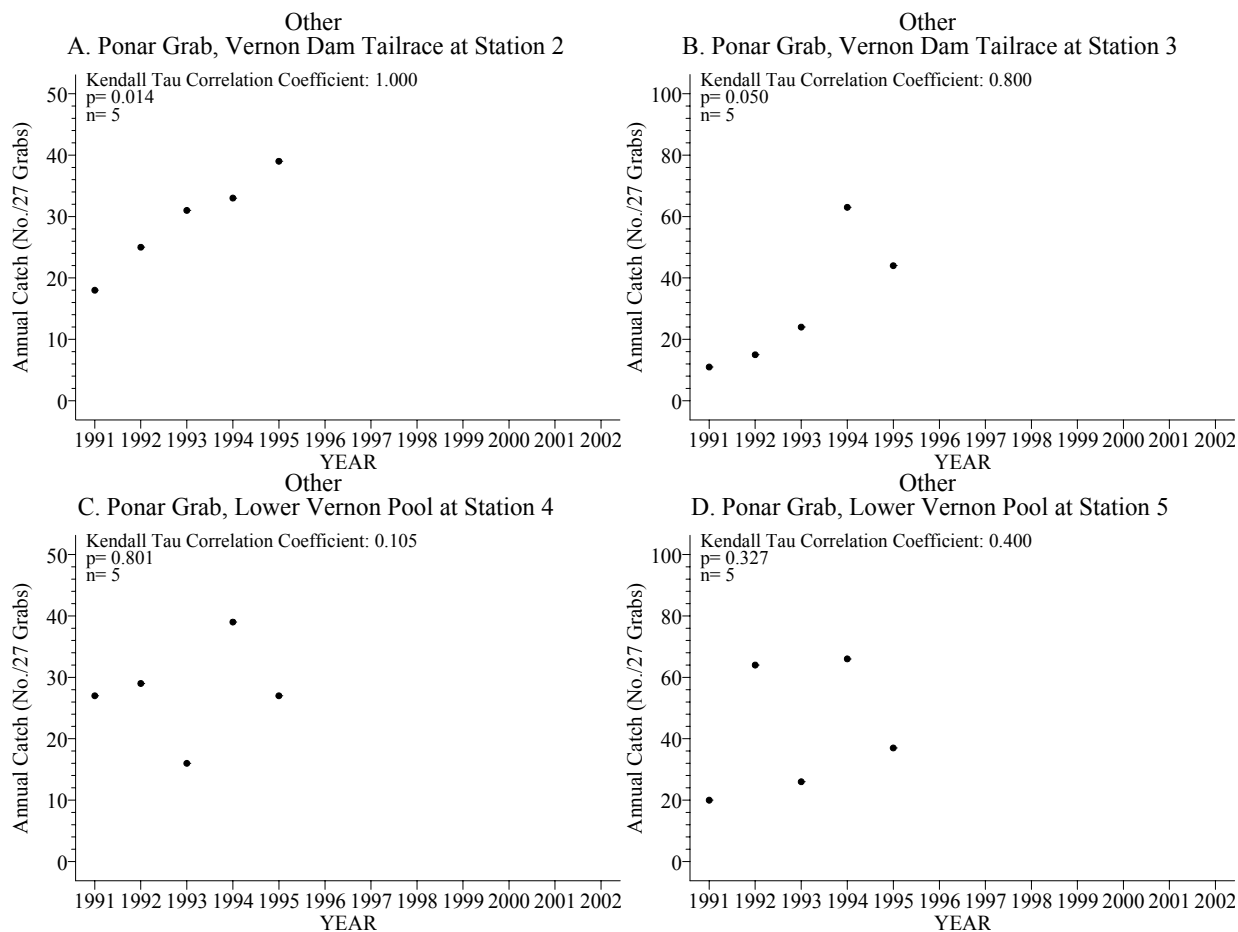 Other
A. Ponar Grab, Vernon Dam Tailrace at Station 2
Kendall Tau Correlation Coefficient: 1.000
p= 0.014
n= 5
Annual Catch (No./27 Grabs)
50
40
30
20
10
0
1991 1992 1993 1994 1995 1996 1997 1998 1999 2000 2001 2002
YEAR
Other
B. Ponar Grab, Vernon Dam Tailrace at Station 3
Kendall Tau Correlation Coefficient: 0.800
p= 0.050
n= 5
Annual Catch (No./27 Grabs)
100
80
60
40
20
0
1991 1992 1993 1994 1995 1996 1997 1998 1999 2000 2001 2002
YEAR
Other
C. Ponar Grab, Lower Vernon Pool at Station 4
Kendall Tau Correlation Coefficient: 0.105
p= 0.801
n= 5
Annual Catch (No./27 Grabs)
50
40
30
20
10
0
1991 1992 1993 1994 1995 1996 1997 1998 1999 2000 2001 2002
YEAR
Other
D. Ponar Grab, Lower Vernon Pool at Station 5
Kendall Tau Correlation Coefficient: 0.400
p= 0.327
n= 5
Annual Catch (No./27 Grabs)
100
80
60
40
20
0
1991 1992 1993 1994 1995 1996 1997 1998 1999 2000 2001 2002
YEAR